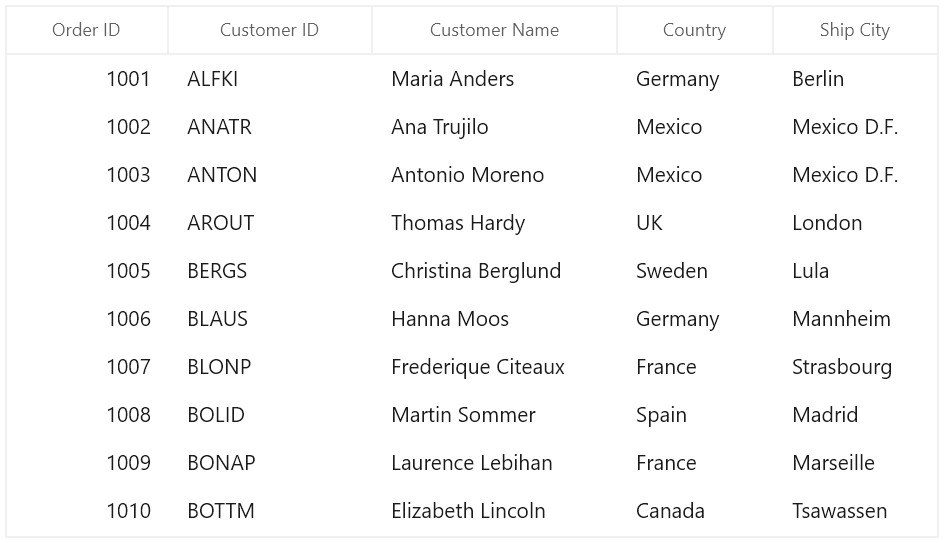 Order ID Customer ID Customer Name Country Ship City
1001 ALFKI Maria Anders Germany Berlin
1002 ANATR Ana Trujilo Mexico Mexico D.F.
1003 ANTON Antonio Moreno Mexico Mexico D.F.
1004 AROUT Thomas Hardy UK London
1005 BERGS Christina Berglund Sweden Lula
1006 BLAUS Hanna Moos Germany Mannheim
1007 BLONP Frederique Citeaux France Strasbourg
1008 BOLID Martin Sommer Spain Madrid
1009 BONAP Laurence Lebihan France Marseille
1010 BOTTM Elizabeth Lincoln Canada Tsawassen